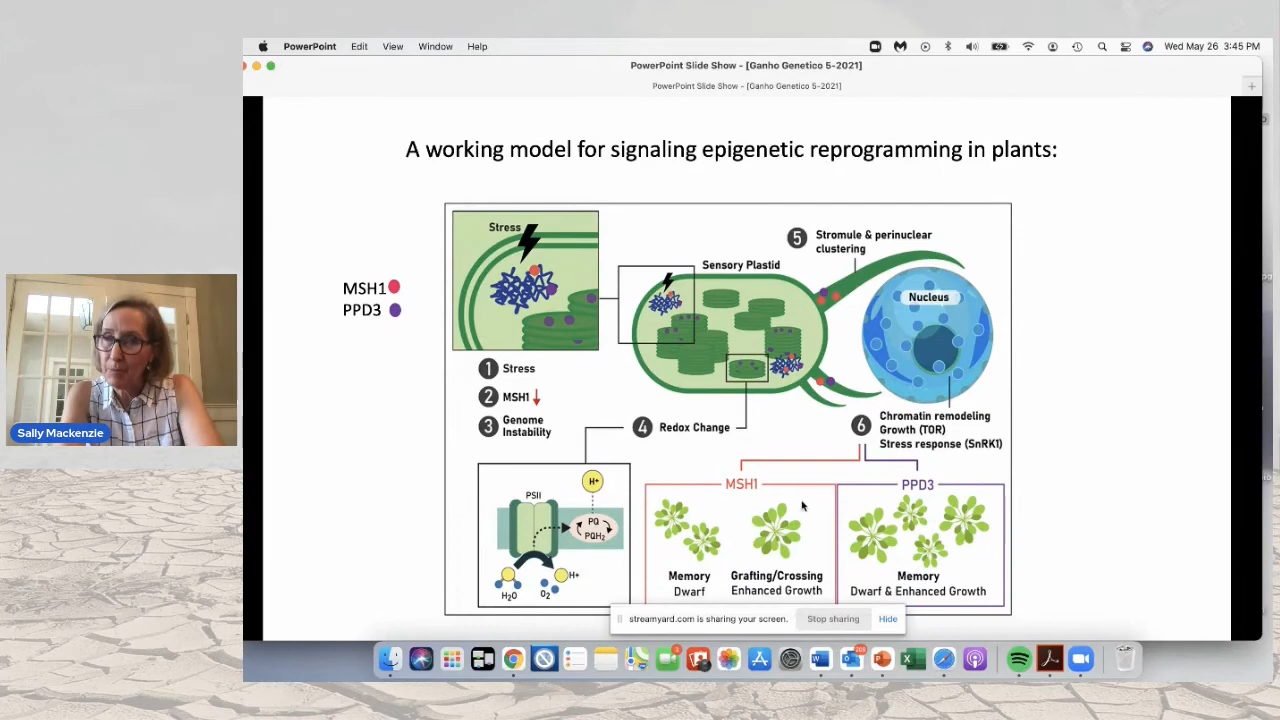 PowerPoint Edit View Window Help
Wed May 26 3:45 PM
PowerPoint Slide Show - [Ganho Genetico 5-2021]
PowerPoint Slide Show - [Ganho Genetico 5-2021]
A working model for signaling epigenetic reprogramming in plants:
MSH1
PPD3
Stress
Sensory Plastid
5 Stromule & perinuclear
clustering
Nucleus
1 Stress
2 MSH1
3 Genome
Instability
4 Redox Change
6 Chromatin remodeling
Growth (TOR)
Stress response (SnRK1)
PSII
H+
PQ
PQH₂
H₂O
O₂
H+
MSH1
Memory
Dwarf
Grafting/Crossing
Enhanced Growth
PPD3
Memory
Dwarf & Enhanced Growth
Sally Mackenzie
streamyard.com is sharing your screen. Stop sharing Hide